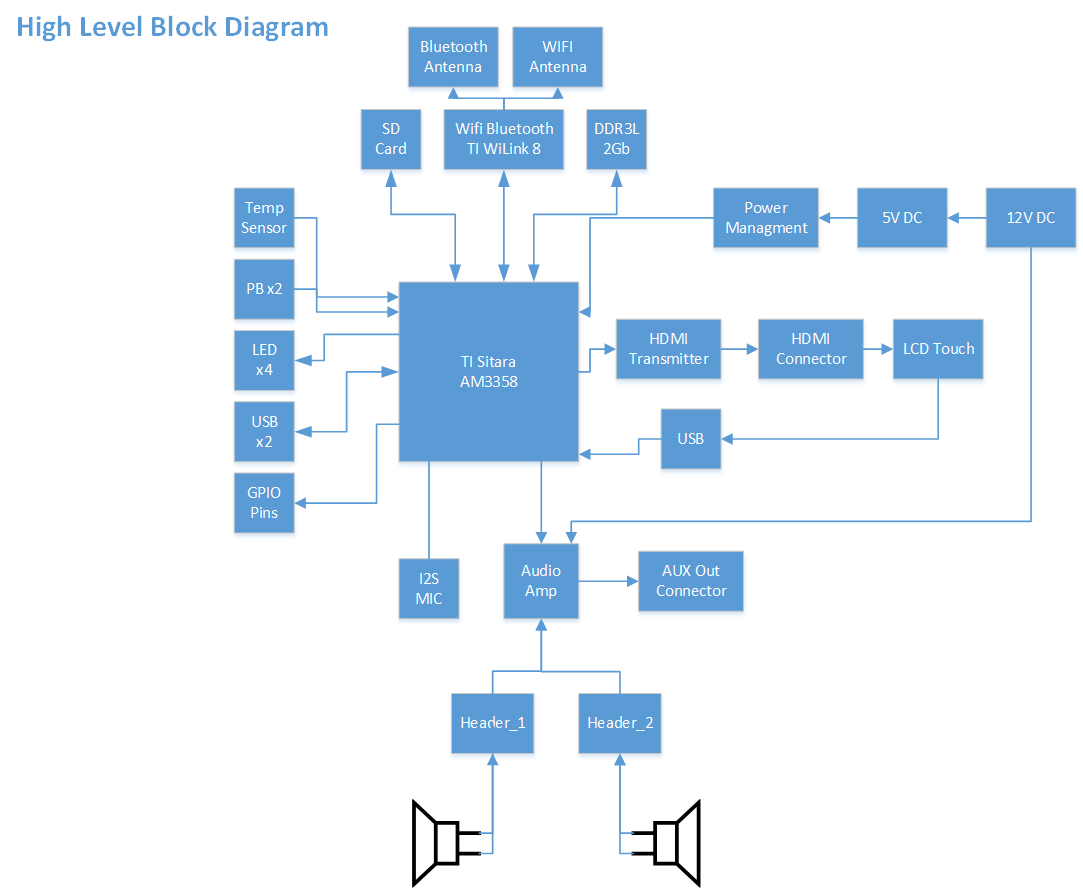 High Level Block Diagram
Bluetooth
Antenna
WIFI
Antenna
SD
Card
Wifi Bluetooth
TI WiLink 8
DDR3L
2Gb
Temp
Sensor
Power
Managment
5V DC
12V DC
PB x2
LED
x4
TI Sitara
AM3358
HDMI
Transmitter
HDMI
Connector
LCD Touch
USB
x2
USB
GPIO
Pins
I2S
MIC
Audio
Amp
AUX Out
Connector
Header_1
Header_2